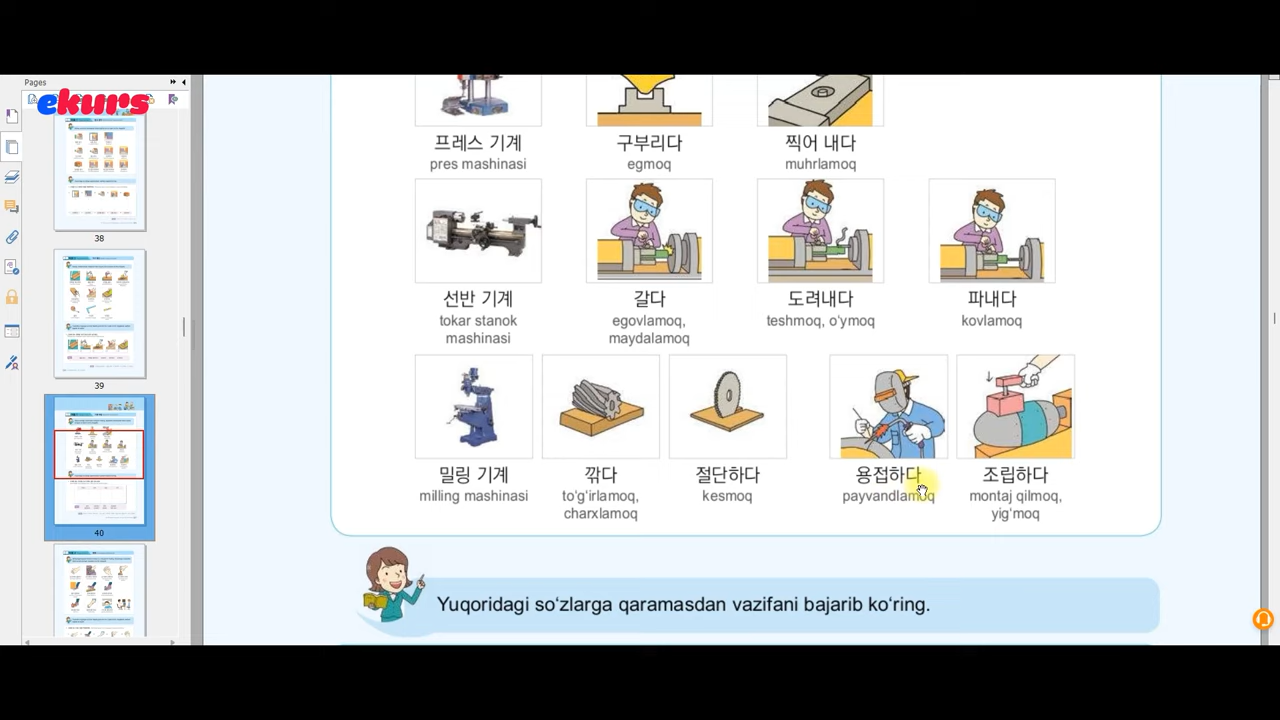 Pages
ekurs
38
39
40
프레스 기계
pres mashinasi
구부리다
egmoq
찍어 내다
muhrlamoq
선반 기계
tokar stanok
mashinasi
갈다
egovlamoq,
maydalamoq
도려내다
teshmoq, o‘ymoq
파내다
kovlamoq
밀링 기계
milling mashinasi
깎다
to‘g‘irlamoq,
charxlamoq
절단하다
kesmoq
용접하다
payvandlamoq
조립하다
montaj qilmoq,
yig‘moq
Yuqoridagi so‘zlarga qaramasdan vazifani bajarib ko‘ring.